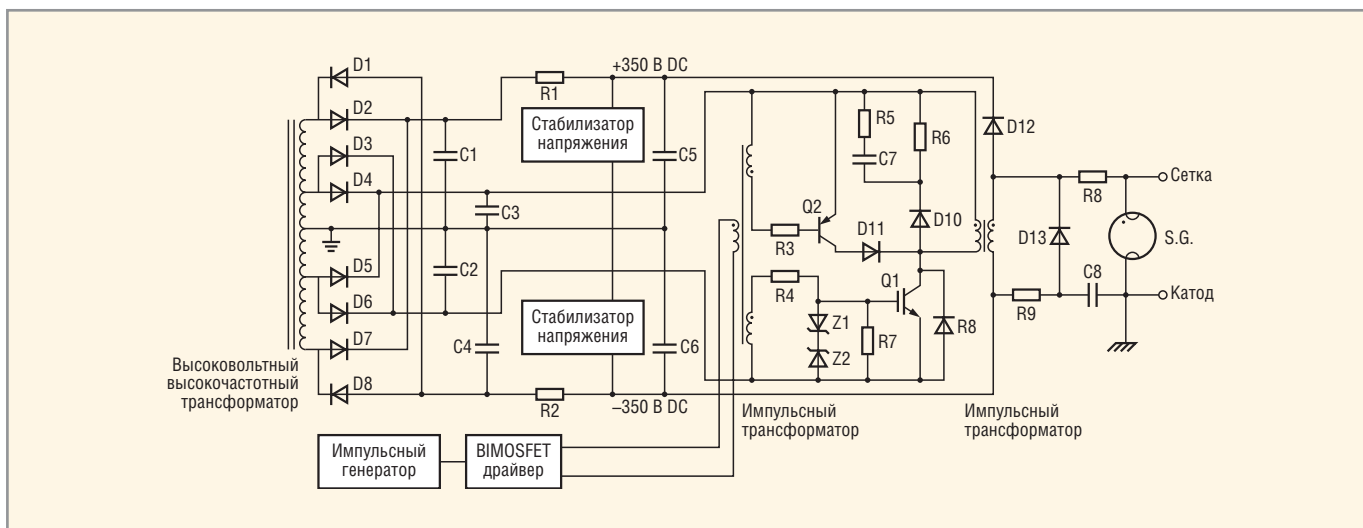 D1
D2
D3
D4
D5
D6
D7
D8
Высоковольтный
высокочастотный
трансформатор
C1
C2
C3
C4
R1
R2
+350 В DC
Стабилизатор
напряжения
Стабилизатор
напряжения
–350 В DC
C5
C6
Импульсный
генератор
BIMOSFET
драйвер
Импульсный
трансформатор
R3
R4
Q2
D11
Z1
Z2
R7
Q1
R8
R5
C7
R6
D10
Импульсный
трансформатор
D12
R8
D13
R9
C8
Сетка
S.G.
Катод